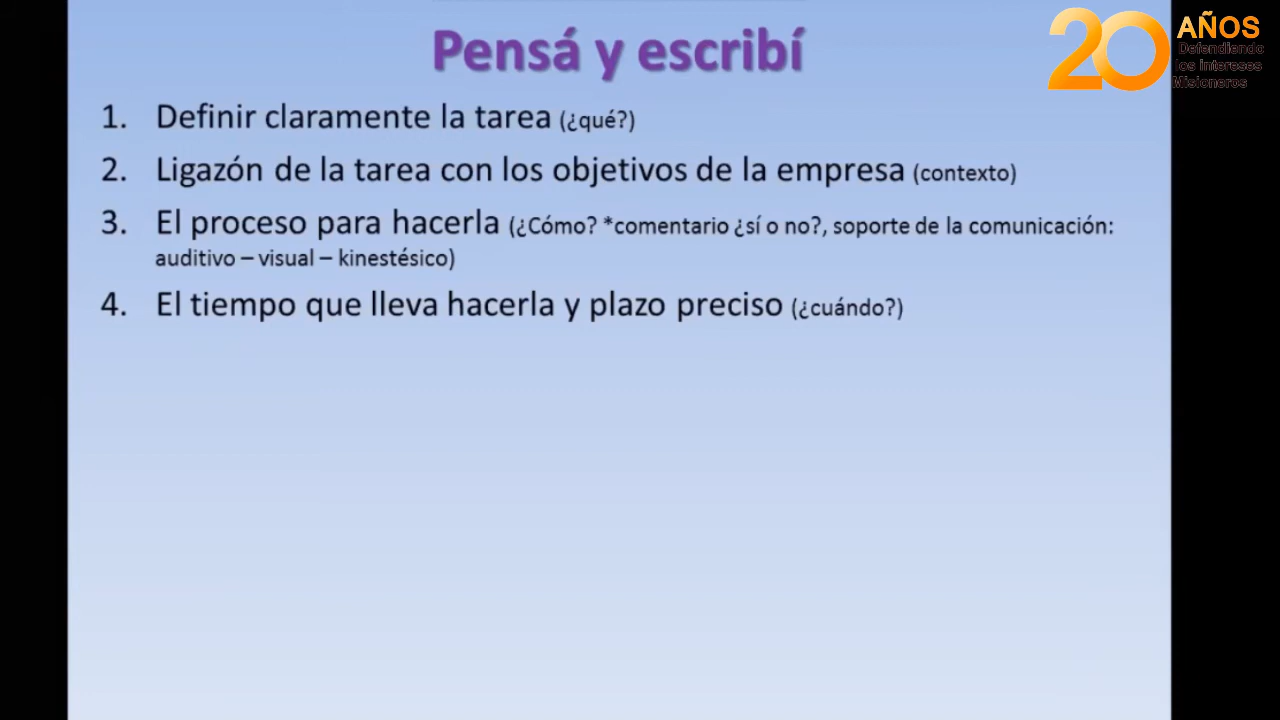 Pensá y escribí
20 AÑOS
Defendiendo
los intereses
Misioneros
1. Definir claramente la tarea (¿qué?)
2. Ligazón de la tarea con los objetivos de la empresa (contexto)
3. El proceso para hacerla (¿Cómo? *comentario ¿sí o no?, soporte de la comunicación:
auditivo – visual – kinestésico)
4. El tiempo que lleva hacerla y plazo preciso (¿cuándo?)